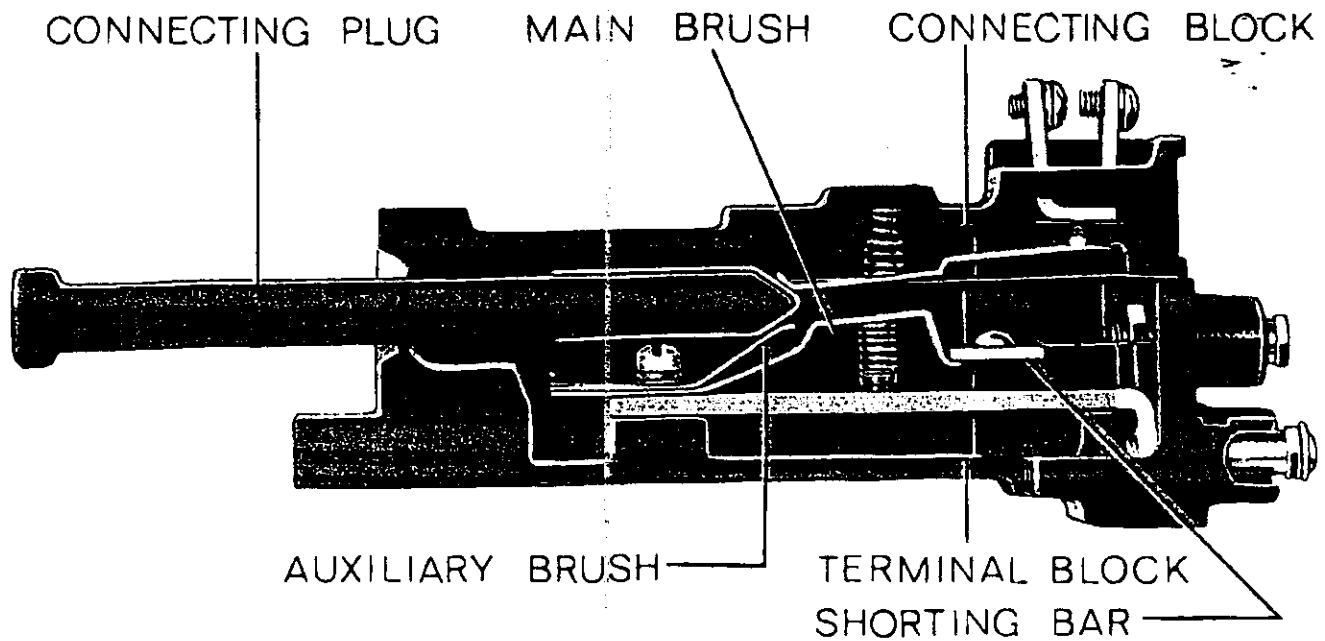 CONNECTING PLUG
MAIN BRUSH
CONNECTING BLOCK
AUXILIARY BRUSH
TERMINAL BLOCK
SHORTING BAR